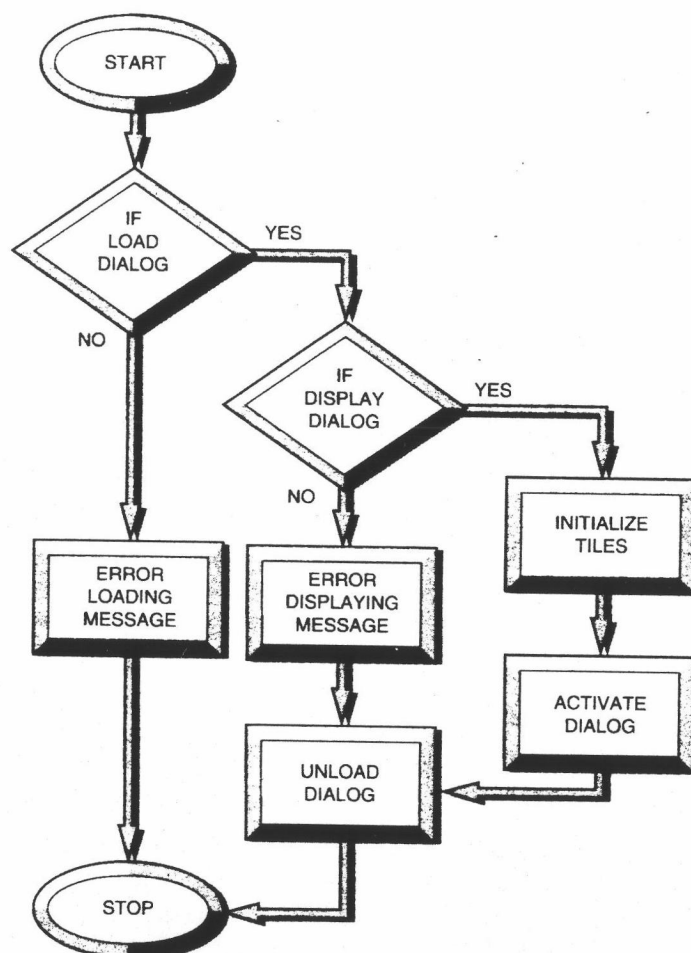 START
IF
LOAD
DIALOG
YES
NO
IF
DISPLAY
DIALOG
YES
NO
INITIALIZE
TILES
ERROR
LOADING
MESSAGE
ERROR
DISPLAYING
MESSAGE
ACTIVATE
DIALOG
UNLOAD
DIALOG
STOP